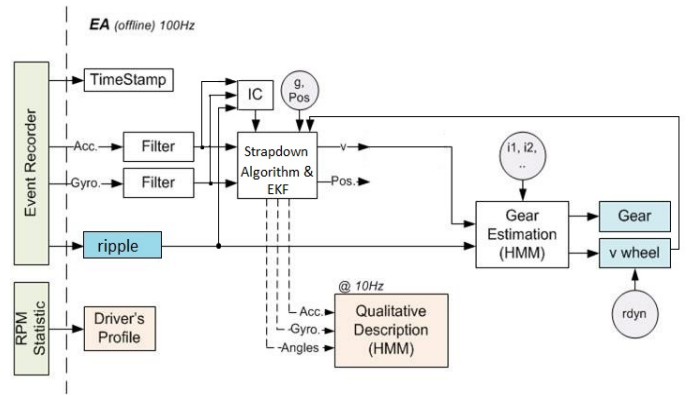 EA (offline) 100Hz
Event Recorder
TimeStamp
IC
g,
Pos
Acc.
Filter
Gyro.
Filter
Strapdown
Algorithm &
EKF
v
Pos.
i1, i2,
..
ripple
Gear
Estimation
(HMM)
Gear
v wheel
rdyn
@ 10Hz
RPM
Statistic
Driver's
Profile
Acc.
Gyro.
Angles
Qualitative
Description
(HMM)